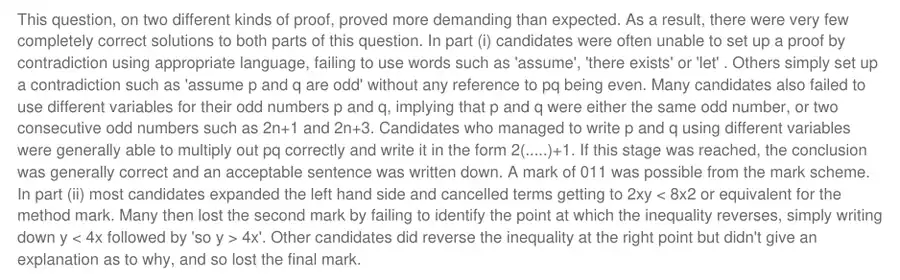 This question, on two different kinds of proof, proved more demanding than expected. As a result, there were very few
completely correct solutions to both parts of this question. In part (i) candidates were often unable to set up a proof by
contradiction using appropriate language, failing to use words such as 'assume', 'there exists' or 'let' . Others simply set up
a contradiction such as 'assume p and q are odd' without any reference to pq being even. Many candidates also failed to
use different variables for their odd numbers p and q, implying that p and q were either the same odd number, or two
consecutive odd numbers such as 2n+1 and 2n+3. Candidates who managed to write p and q using different variables
were generally able to multiply out pq correctly and write it in the form 2(.....)+1. If this stage was reached, the conclusion
was generally correct and an acceptable sentence was written down. A mark of 011 was possible from the mark scheme.
In part (ii) most candidates expanded the left hand side and cancelled terms getting to 2xy < 8x2 or equivalent for the
method mark. Many then lost the second mark by failing to identify the point at which the inequality reverses, simply writing
down y < 4x followed by 'so y > 4x'. Other candidates did reverse the inequality at the right point but didn't give an
explanation as to why, and so lost the final mark.